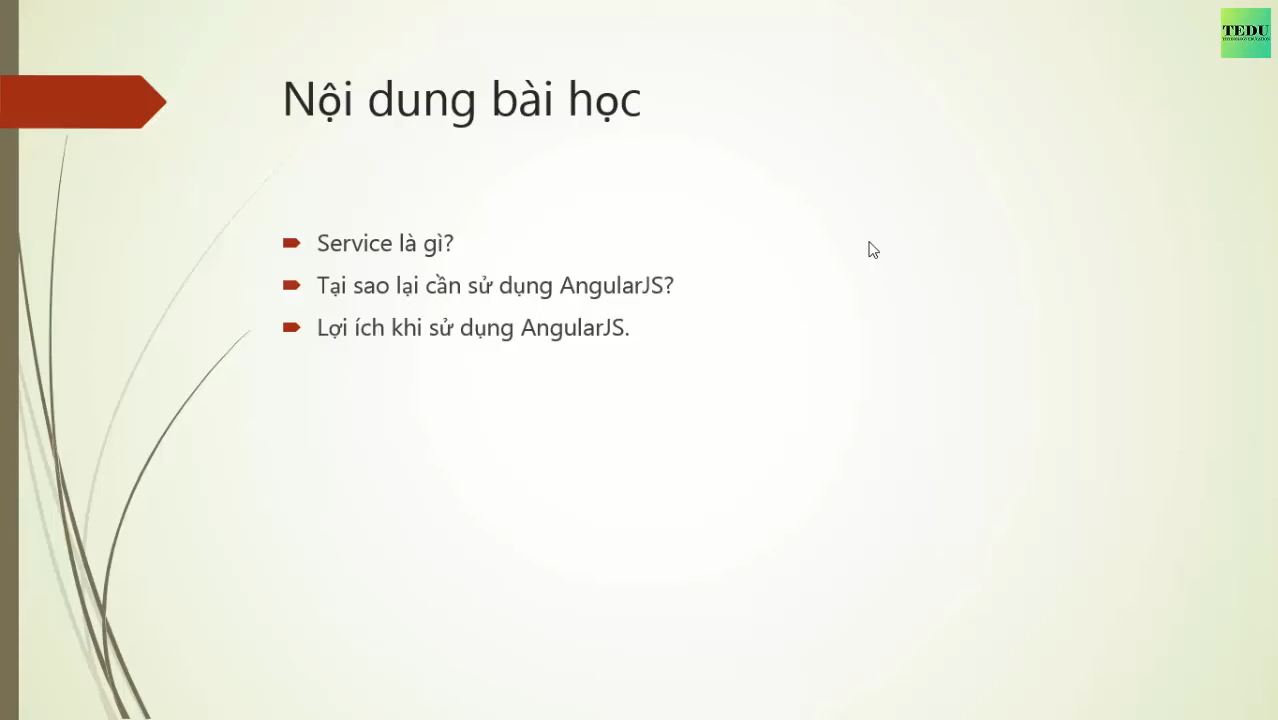 TEDU
Nội dung bài học
Service là gì?
Tại sao lại cần sử dụng AngularJS?
Lợi ích khi sử dụng AngularJS.